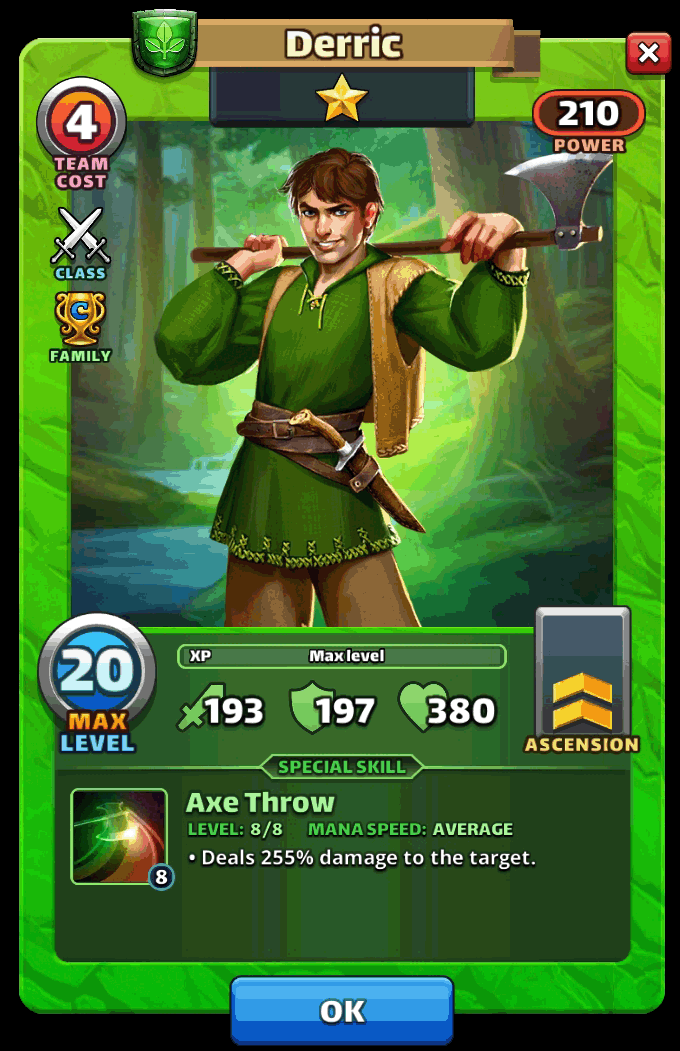 Derric
4
TEAM
COST
210
POWER
CLASS
C
FAMILY
20
MAX
LEVEL
XP
Max level
193
197
380
ASCENSION
SPECIAL SKILL
Axe Throw
LEVEL: 8/8 MANA SPEED: AVERAGE
8
• Deals 255% damage to the target.
OK